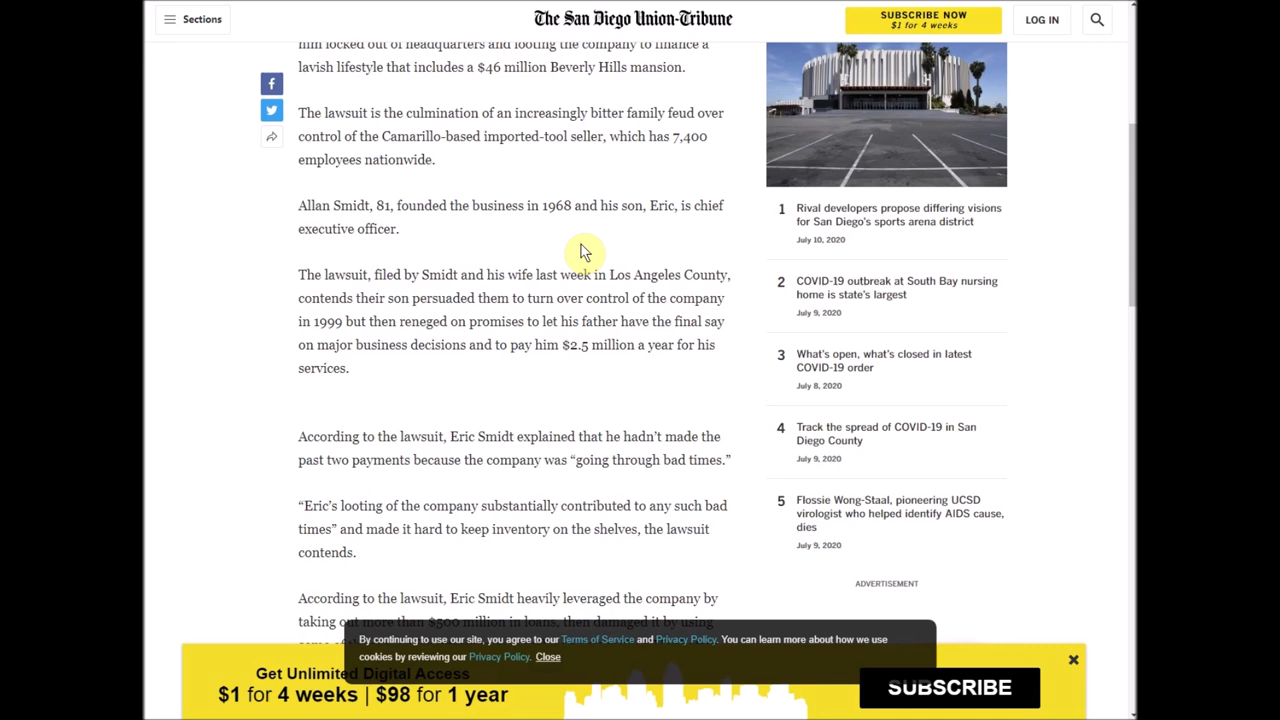 Sections
The San Diego Union-Tribune
SUBSCRIBE NOW
$1 for 4 weeks
LOG IN
him locked out of headquarters and looting the company to finance a
lavish lifestyle that includes a $46 million Beverly Hills mansion.
The lawsuit is the culmination of an increasingly bitter family feud over
control of the Camarillo-based imported-tool seller, which has 7,400
employees nationwide.
Allan Smidt, 81, founded the business in 1968 and his son, Eric, is chief
executive officer.
The lawsuit, filed by Smidt and his wife last week in Los Angeles County,
contends their son persuaded them to turn over control of the company
in 1999 but then reneged on promises to let his father have the final say
on major business decisions and to pay him $2.5 million a year for his
services.
According to the lawsuit, Eric Smidt explained that he hadn’t made the
past two payments because the company was “going through bad times.”
“Eric’s looting of the company substantially contributed to any such bad
times” and made it hard to keep inventory on the shelves, the lawsuit
contends.
According to the lawsuit, Eric Smidt heavily leveraged the company by
taking out more than $500 million in loans, then damaged it by using
1
Rival developers propose differing visions
for San Diego’s sports arena district
July 10, 2020
2
COVID-19 outbreak at South Bay nursing
home is state’s largest
July 9, 2020
3
What’s open, what’s closed in latest
COVID-19 order
July 8, 2020
4
Track the spread of COVID-19 in San
Diego County
July 9, 2020
5
Flossie Wong-Staal, pioneering UCSD
virologist who helped identify AIDS cause,
dies
July 9, 2020
ADVERTISEMENT
By continuing to use our site, you agree to our Terms of Service and Privacy Policy. You can learn more about how we use
cookies by reviewing our Privacy Policy. Close
Get Unlimited Digital Access
$1 for 4 weeks | $98 for 1 year
SUBSCRIBE